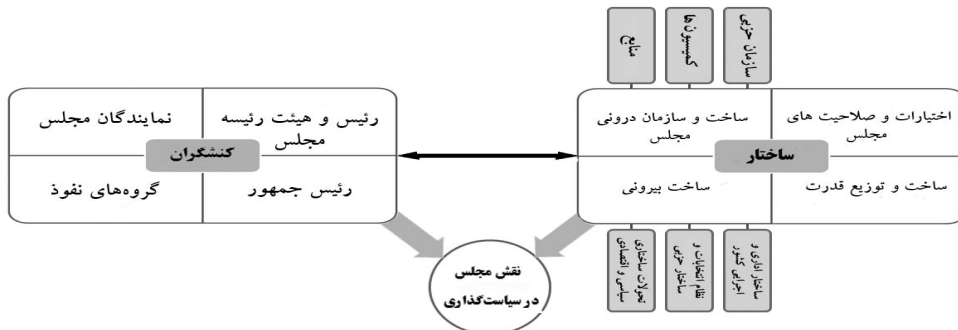 سازمان حزبی
کمیسیون ها
منابع
اختیارات و صلاحیت های
مجلس
ساخت و سازمان درونی
مجلس
ساختار
ساخت و توزیع قدرت
ساخت بیرونی
ساختار اداری و
اجرایی کشور
نظام انتخابات و
ساختار حزبی
تحولات ساختاری
سیاسی و اقتصادی
رئیس و هیئت رئیسه
مجلس
نمایندگان مجلس
کنشگران
رئیس جمهور
گروه‌های نفوذ
نقش مجلس
در سیاست‌گذاری